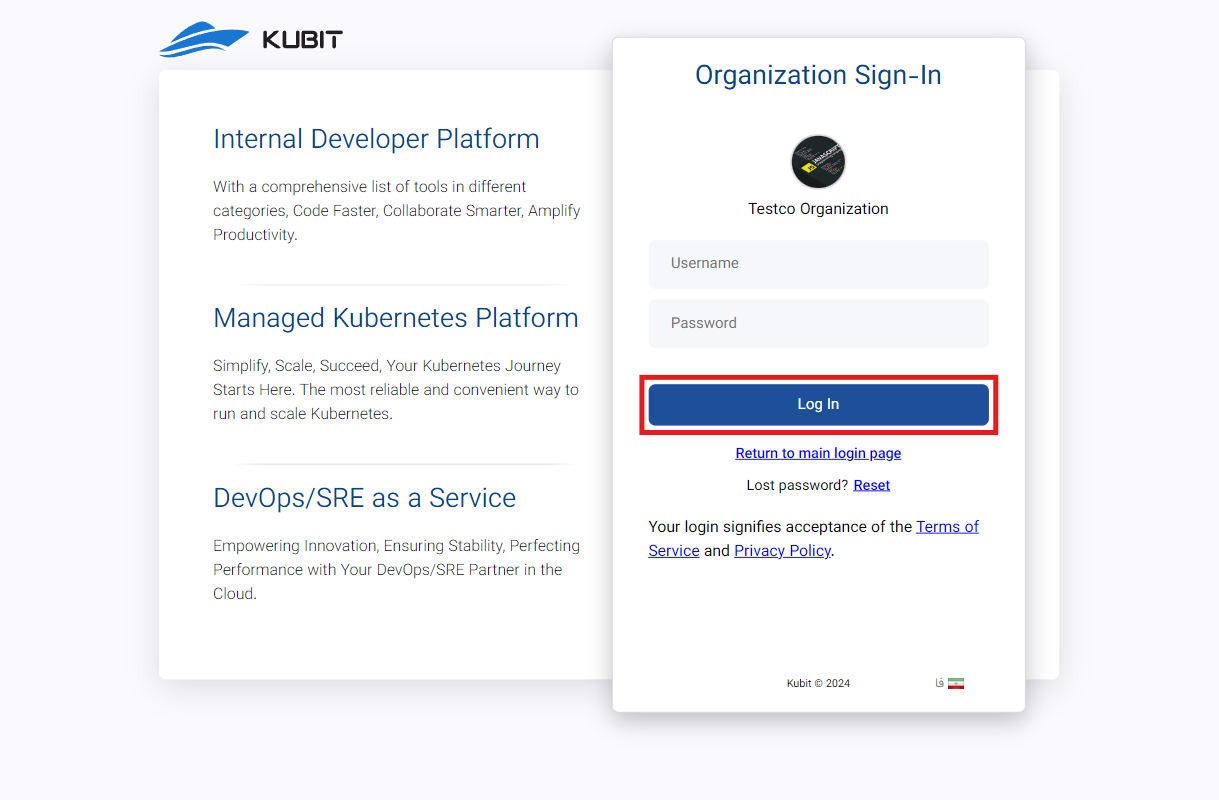 KUBIT
Internal Developer Platform
With a comprehensive list of tools in different
categories, Code Faster, Collaborate Smarter, Amplify
Productivity.
Managed Kubernetes Platform
Simplify, Scale, Succeed, Your Kubernetes Journey
Starts Here. The most reliable and convenient way to
run and scale Kubernetes.
DevOps/SRE as a Service
Empowering Innovation, Ensuring Stability, Perfecting
Performance with Your DevOps/SRE Partner in the
Cloud.
Organization Sign-In
JAVASCRIPT
Testco Organization
Username
Password
Log In
Return to main login page
Lost password? Reset
Your login signifies acceptance of the Terms of
Service and Privacy Policy.
Kubit © 2024
فا